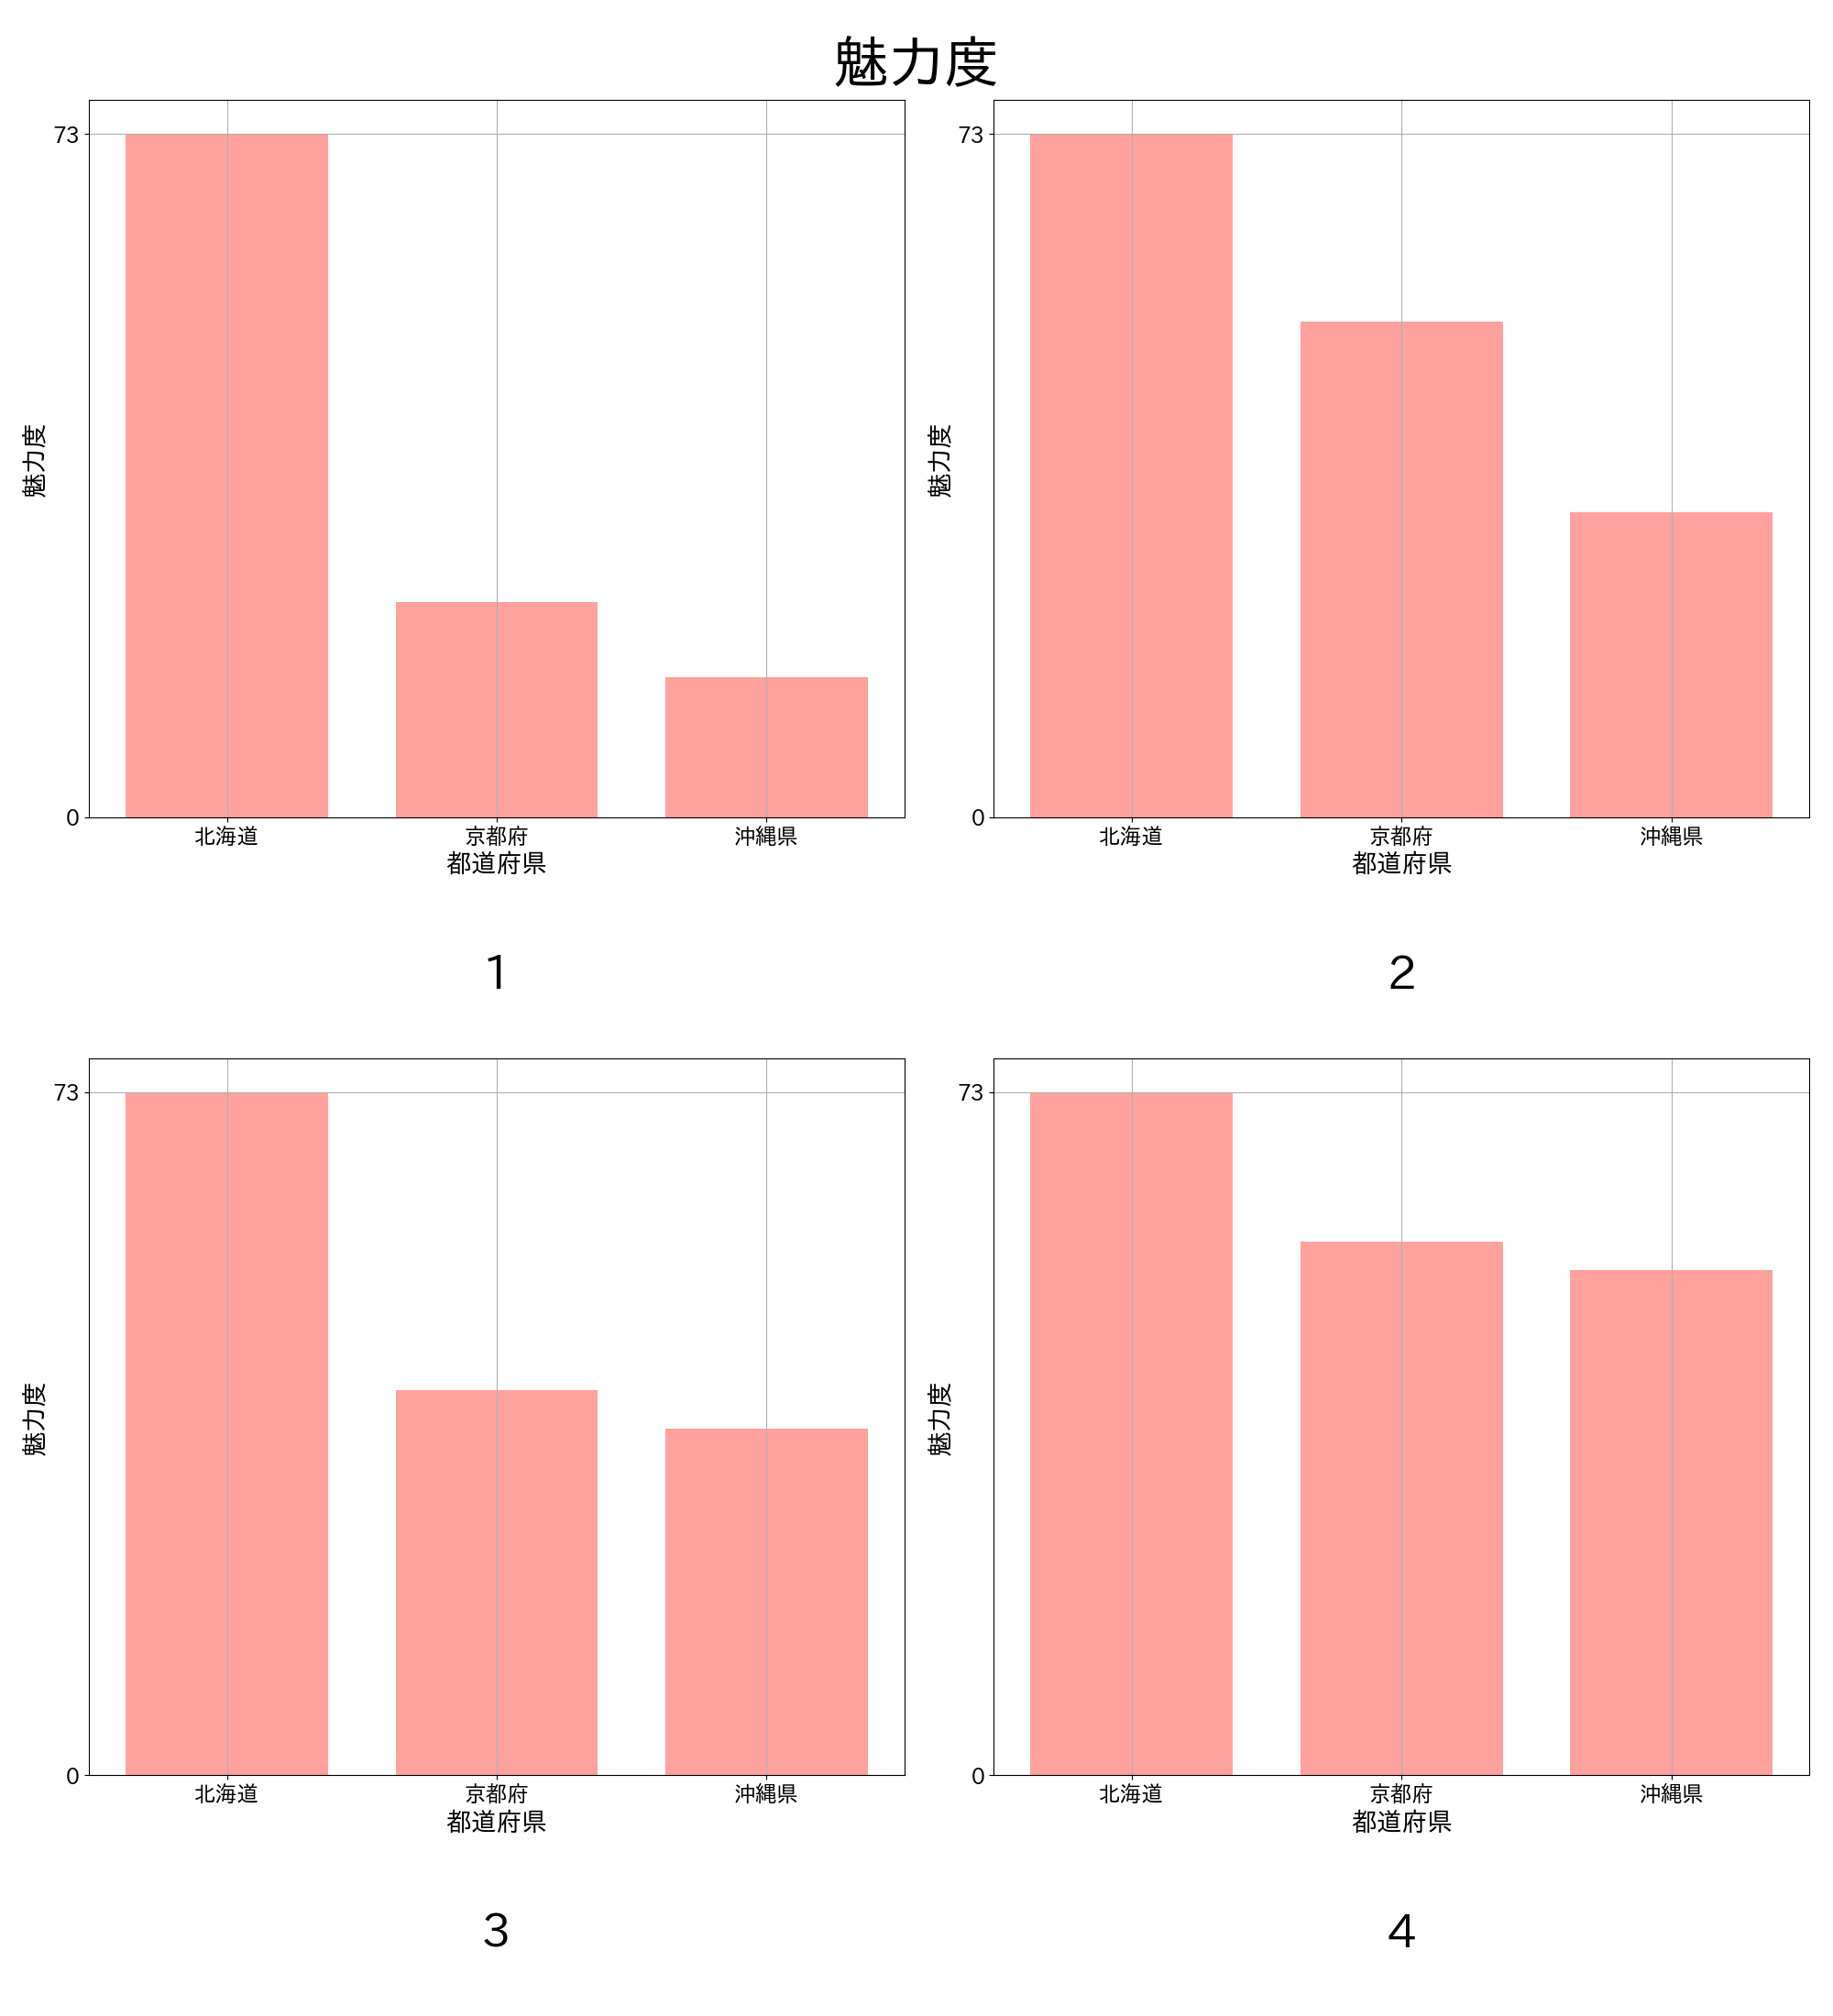 魅力度
73
魅力度
0
北海道 京都府 沖縄県
都道府県
1
73
魅力度
0
北海道 京都府 沖縄県
都道府県
2
73
魅力度
0
北海道 京都府 沖縄県
都道府県
3
73
魅力度
0
北海道 京都府 沖縄県
都道府県
4